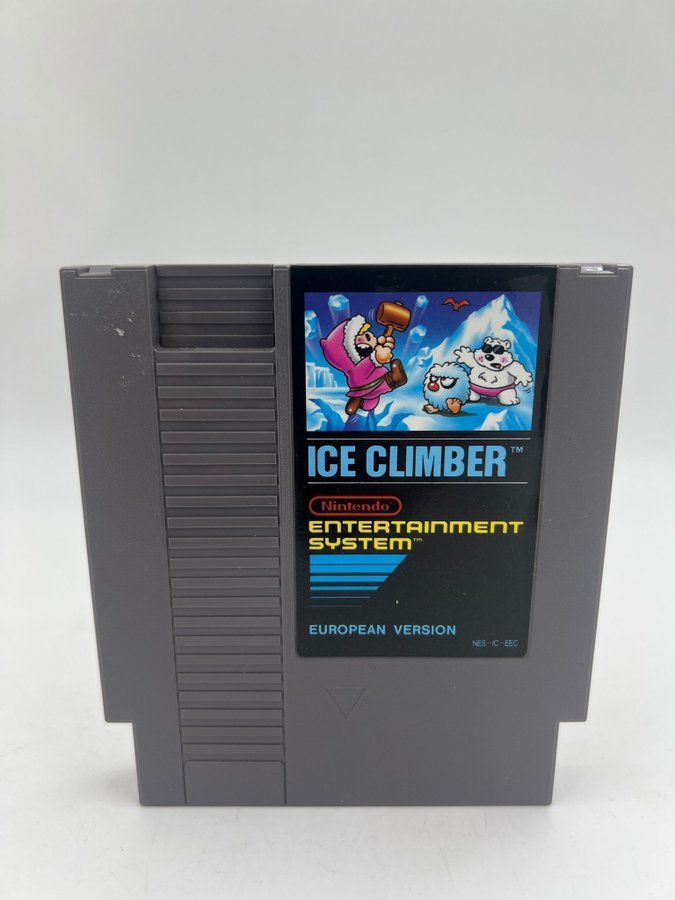 ICE CLIMBER™
Nintendo®
ENTERTAINMENT
SYSTEM™
EUROPEAN VERSION
NES-IC-EEC